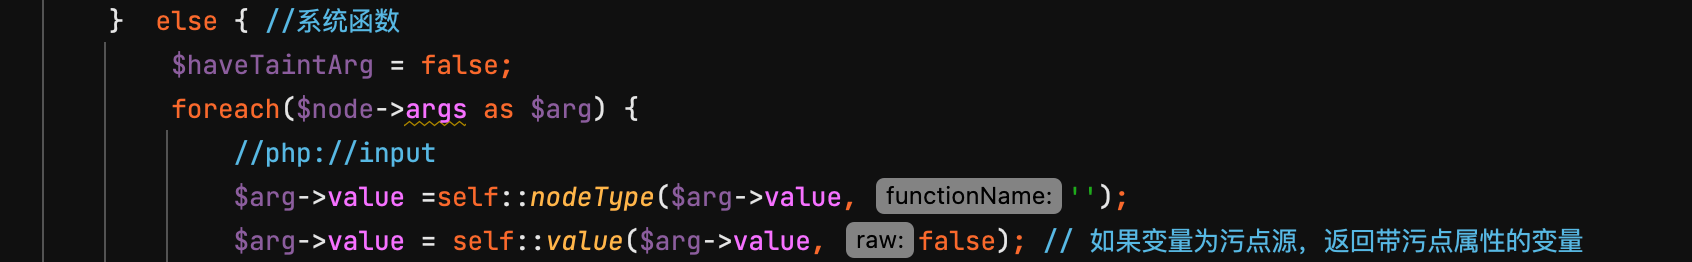 } else { //系统函数
$haveTaintArg = false;
foreach($node->args as $arg) {
//php://input
$arg->value =self::nodeType($arg->value, functionName: '');
$arg->value = self::value($arg->value, raw: false); // 如果变量为污点源，返回带污点属性的变量